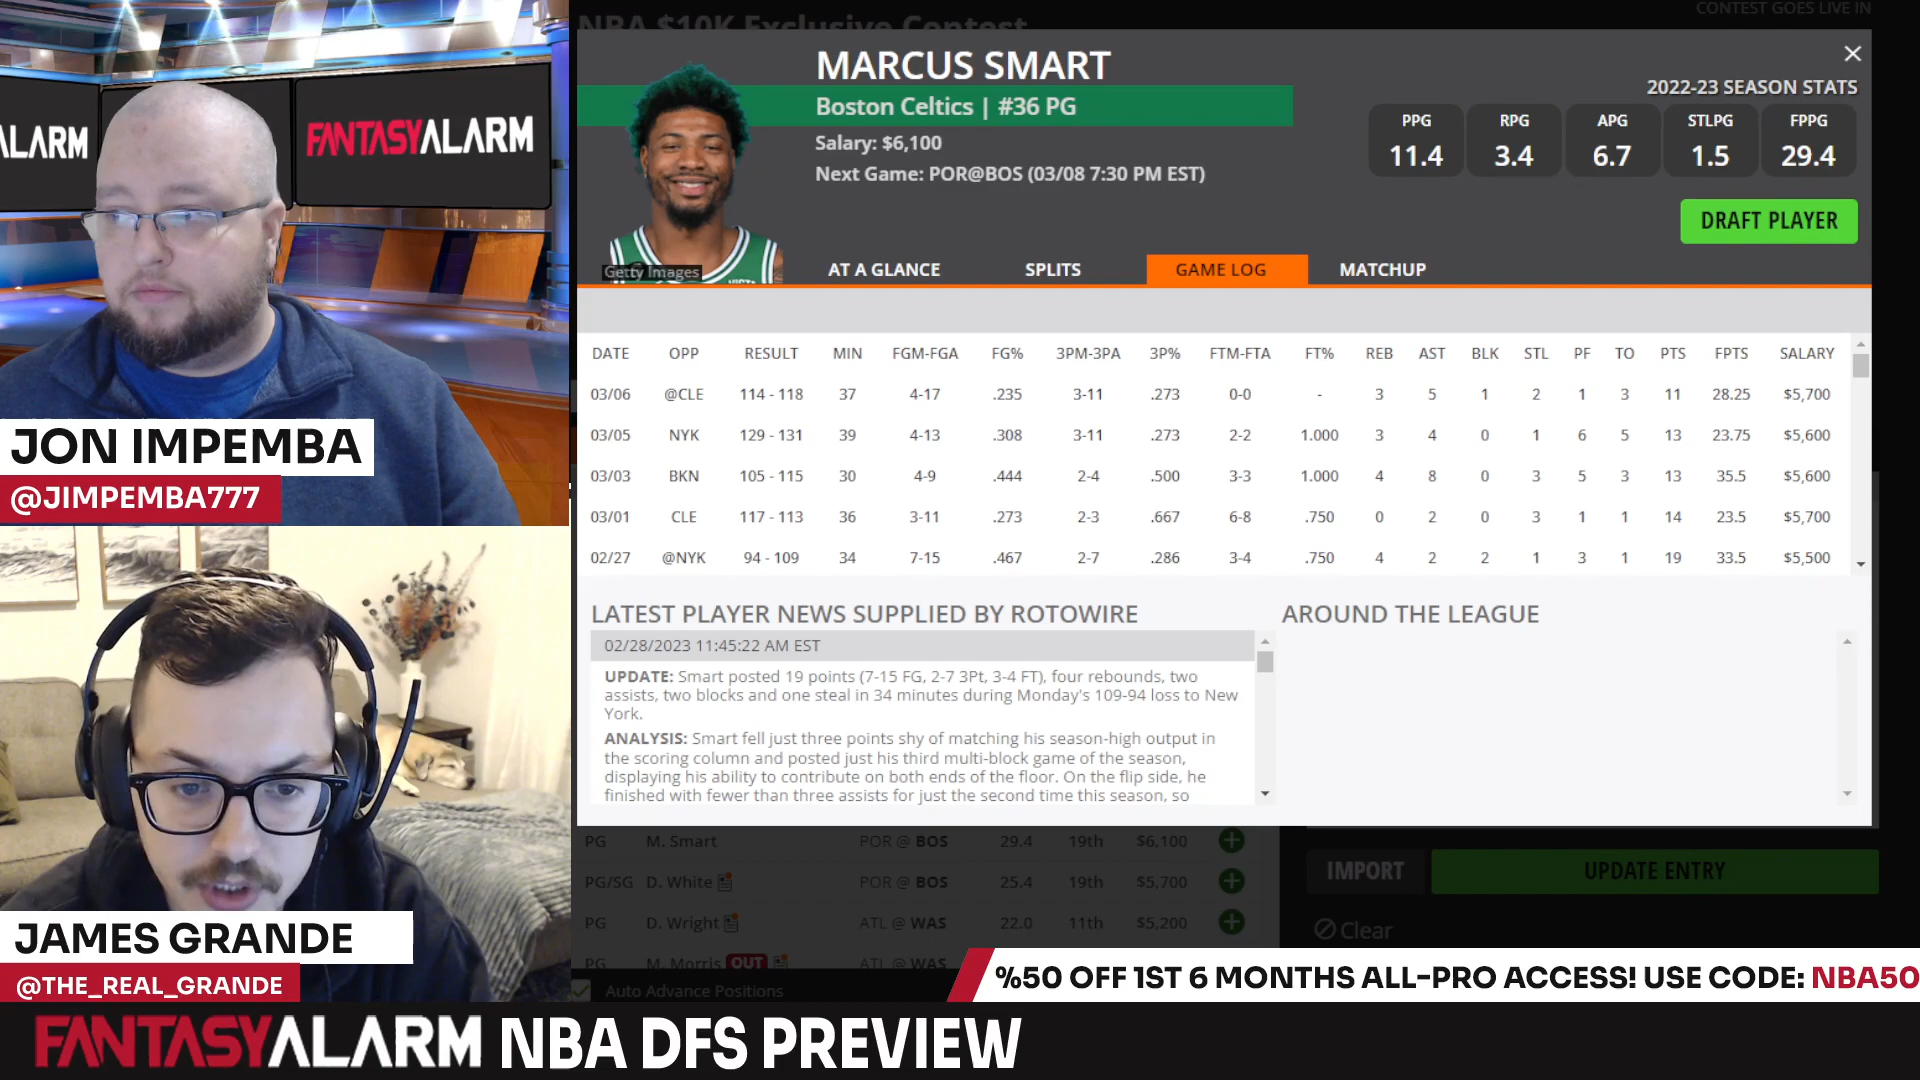 NBA $10K Exclusive Contest
CONTEST GOES LIVE IN
ALARM
FANTASYALARM
MARCUS SMART
Boston Celtics | #36 PG
Salary: $6,100
Next Game: POR@BOS (03/08 7:30 PM EST)
2022-23 SEASON STATS
PPG RPG APG STLPG FPPG
11.4 3.4 6.7 1.5 29.4
DRAFT PLAYER
Getty Images
AT A GLANCE SPLITS GAME LOG MATCHUP
DATE OPP RESULT MIN FGM-FGA FG% 3PM-3PA 3P% FTM-FTA FT% REB AST BLK STL PF TO PTS FPTS SALARY
03/06 @CLE 114 - 118 37 4-17 .235 3-11 .273 0-0 - 3 5 1 2 1 3 11 28.25 $5,700
03/05 NYK 129 - 131 39 4-13 .308 3-11 .273 2-2 1.000 3 4 0 1 6 5 13 23.75 $5,600
03/03 BKN 105 - 115 30 4-9 .444 2-4 .500 3-3 1.000 4 8 0 3 5 3 13 35.5 $5,600
03/01 CLE 117 - 113 36 3-11 .273 2-3 .667 6-8 .750 0 2 0 3 1 1 14 23.5 $5,700
02/27 @NYK 94 - 109 34 7-15 .467 2-7 .286 3-4 .750 4 2 2 1 3 1 19 33.5 $5,500
LATEST PLAYER NEWS SUPPLIED BY ROTOWIRE
AROUND THE LEAGUE
02/28/2023 11:45:22 AM EST
UPDATE: Smart posted 19 points (7-15 FG, 2-7 3Pt, 3-4 FT), four rebounds, two
assists, two blocks and one steal in 34 minutes during Monday's 109-94 loss to New
York.
ANALYSIS: Smart fell just three points shy of matching his season-high output in
the scoring column and posted just his third multi-block game of the season,
displaying his ability to contribute on both ends of the floor. On the flip side, he
finished with fewer than three assists for just the second time this season, so
PG M. Smart POR @ BOS 29.4 19th $6,100
PG/SG D. White POR @ BOS 25.4 19th $5,700
PG D. Wright ATL @ WAS 22.0 11th $5,200
PG M. Morris OUT ATL @ WAS
Auto Advance Positions
IMPORT UPDATE ENTRY
Clear
JON IMPEMBA
@JIMPEMBA777
JAMES GRANDE
@THE_REAL_GRANDE
%50 OFF 1ST 6 MONTHS ALL-PRO ACCESS! USE CODE: NBA50
FANTASYALARM NBA DFS PREVIEW